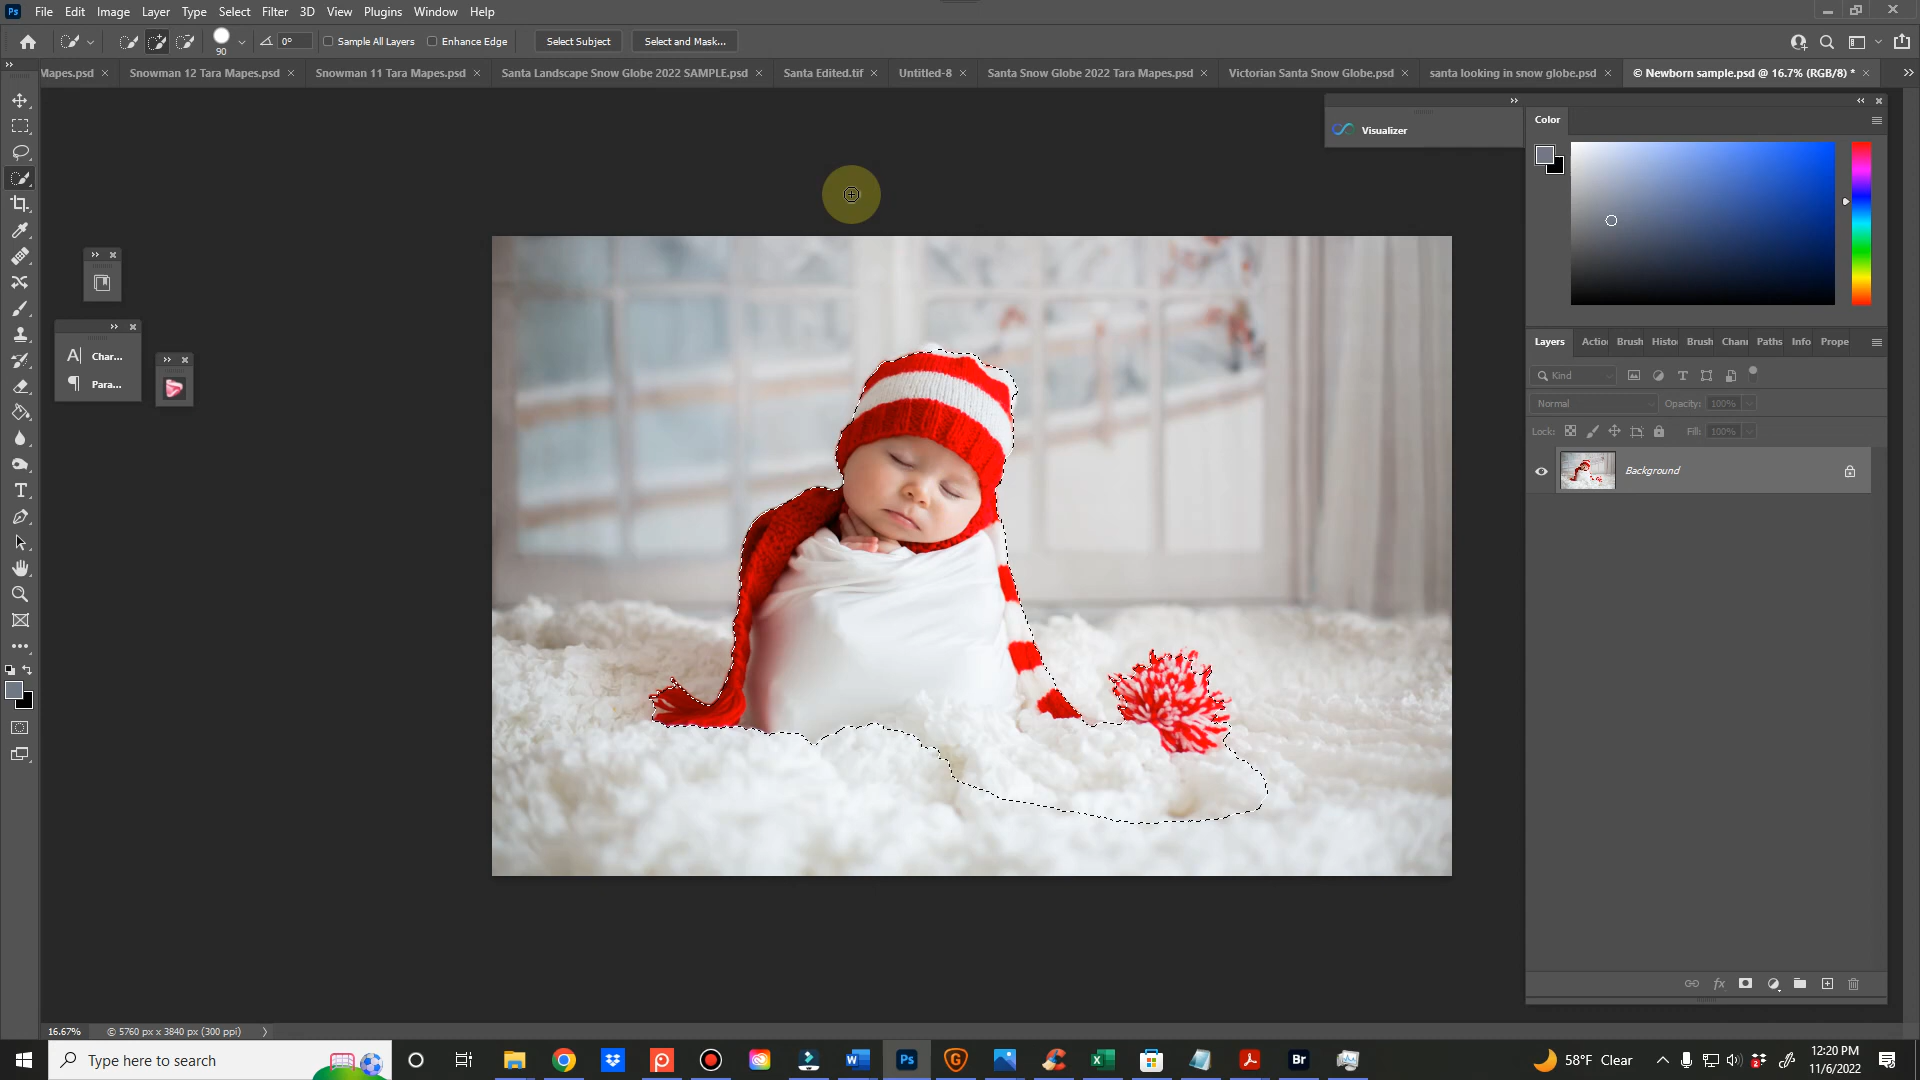 Ps File Edit Image Layer Type Select Filter 3D View Plugins Window Help
90 0° Sample All Layers Enhance Edge Select Subject Select and Mask...
Mapes.psd × Snowman 12 Tara Mapes.psd × Snowman 11 Tara Mapes.psd × Santa Landscape Snow Globe 2022 SAMPLE.psd × Santa Edited.tif × Untitled-8 × Santa Snow Globe 2022 Tara Mapes.psd × Victorian Santa Snow Globe.psd × santa looking in snow globe.psd × © Newborn sample.psd @ 16.7% (RGB/8) * ×
Visualizer
Color
Char...
Para...
Layers Actio Brush Histo Brush Chann Paths Info Prope
Kind
Normal Opacity: 100%
Lock: Fill: 100%
Background
16.67% © 5760 px x 3840 px (300 ppi)
Type here to search
58°F Clear
12:20 PM
11/6/2022